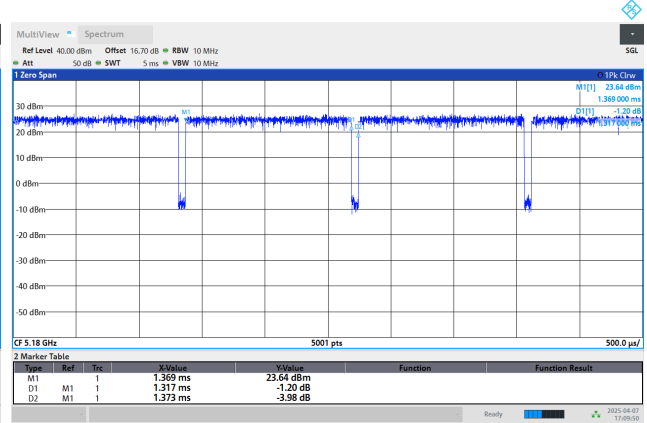 MultiView Spectrum
Ref Level 40.00 dBm Offset 16.70 dB RBW 10 MHz SGL
Att 50 dB SWT 5 ms VBW 10 MHz
1 Zero Span 1Pk Clrw
M1[1] 23.64 dBm
1.369 000 ms
D1[1] -1.20 dB
1.317 000 ms
30 dBm
M1
D1 D2
20 dBm
10 dBm
0 dBm
-10 dBm
-20 dBm
-30 dBm
-40 dBm
-50 dBm
CF 5.18 GHz 5001 pts 500.0 µs/
2 Marker Table
Type Ref Trc X-Value Y-Value Function Function Result
M1 1 1.369 ms 23.64 dBm
D1 M1 1 1.317 ms -1.20 dB
D2 M1 1 1.373 ms -3.98 dB
Ready 2025-04-07
17:09:50